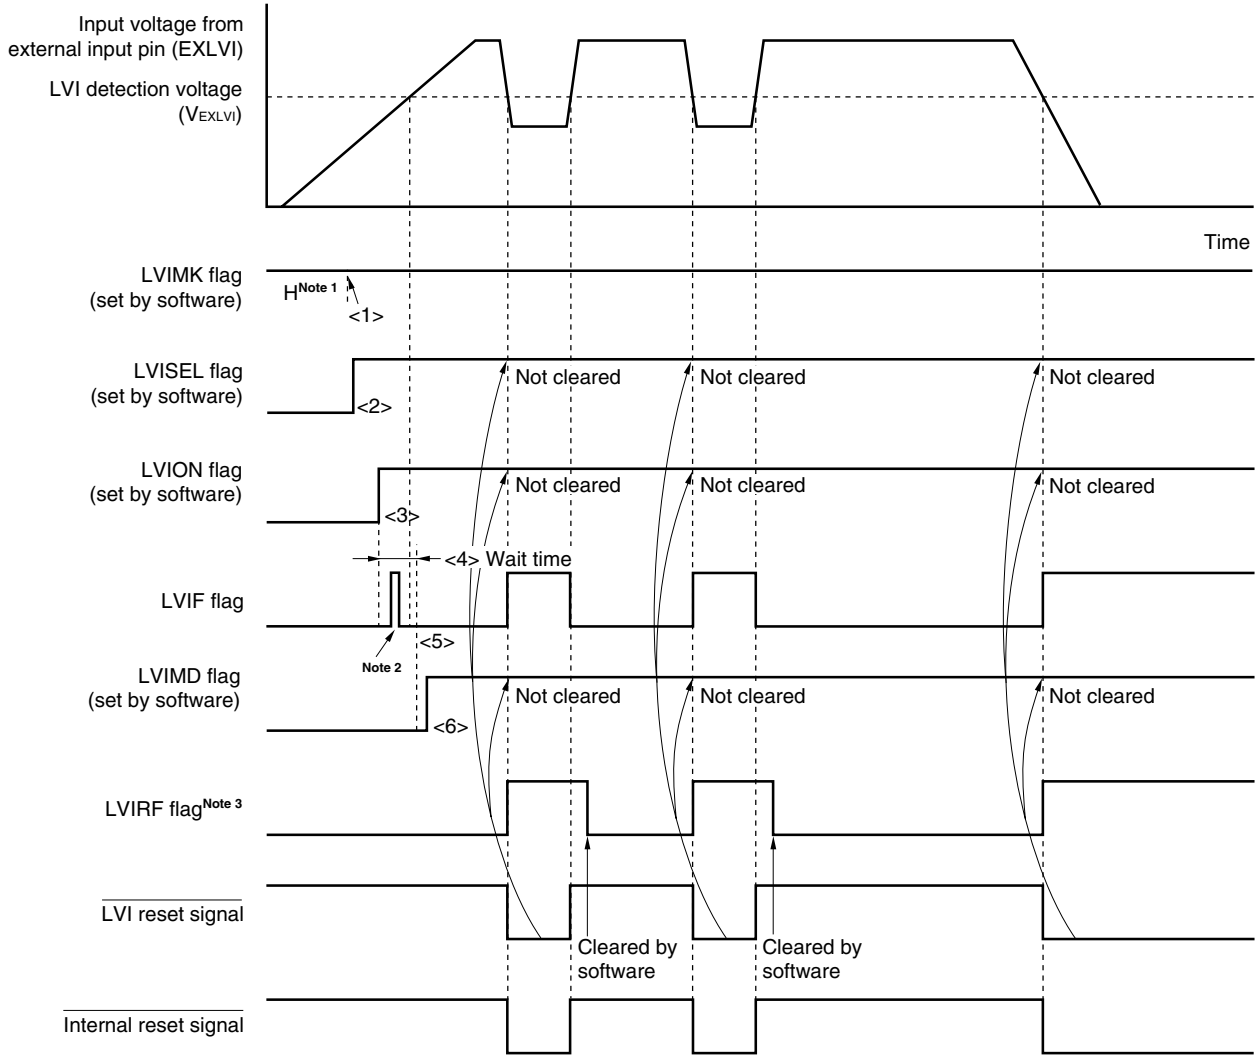 Input voltage from
external input pin (EXLVI)
LVI detection voltage
(VEXLVI)
Time
LVIMK flag
(set by software)
HNote 1
<1>
LVISEL flag
(set by software)
<2>
Not cleared
Not cleared
Not cleared
LVION flag
(set by software)
<3>
Not cleared
Not cleared
Not cleared
<4> Wait time
LVIF flag
Note 2
<5>
LVIMD flag
(set by software)
<6>
Not cleared
Not cleared
Not cleared
LVIRF flagNote 3
LVI reset signal
Cleared by
software
Cleared by
software
Internal reset signal